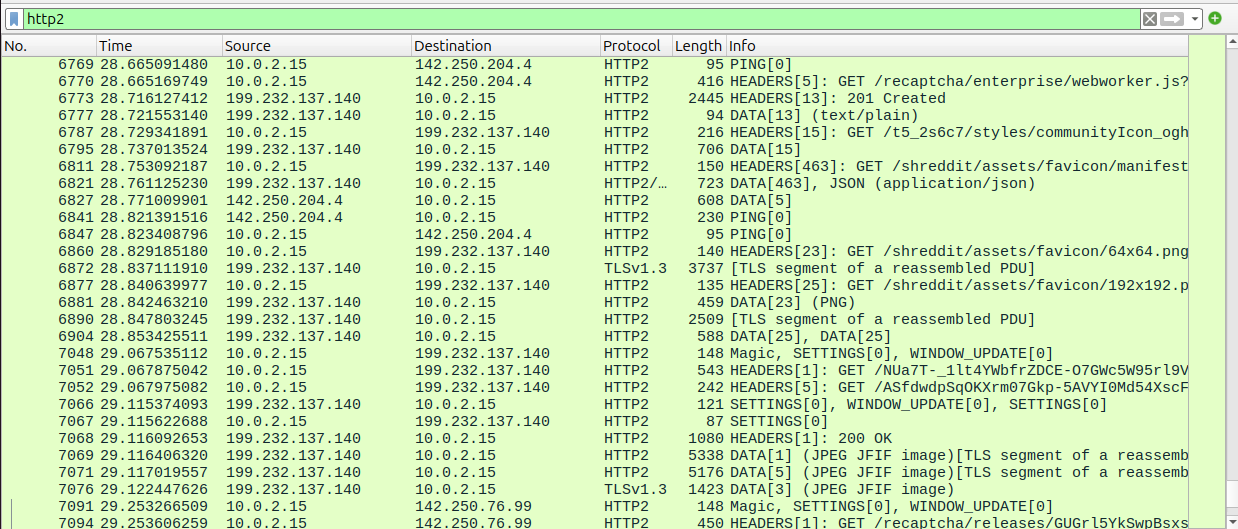 http2
No. Time Source Destination Protocol Length Info
6769 28.665091480 10.0.2.15 142.250.204.4 HTTP2 95 PING[0]
6770 28.665169749 10.0.2.15 142.250.204.4 HTTP2 416 HEADERS[5]: GET /recaptcha/enterprise/webworker.js?
6773 28.716127412 199.232.137.140 10.0.2.15 HTTP2 2445 HEADERS[13]: 201 Created
6777 28.721553140 199.232.137.140 10.0.2.15 HTTP2 94 DATA[13] (text/plain)
6787 28.729341891 10.0.2.15 199.232.137.140 HTTP2 216 HEADERS[15]: GET /t5_2s6c7/styles/communityIcon_ogh
6795 28.737013524 199.232.137.140 10.0.2.15 HTTP2 706 DATA[15]
6811 28.753092187 10.0.2.15 199.232.137.140 HTTP2 150 HEADERS[463]: GET /shreddit/assets/favicon/manifest
6821 28.761125230 199.232.137.140 10.0.2.15 HTTP2/… 723 DATA[463], JSON (application/json)
6827 28.771009901 142.250.204.4 10.0.2.15 HTTP2 608 DATA[5]
6841 28.821391516 142.250.204.4 10.0.2.15 HTTP2 230 PING[0]
6847 28.823408796 10.0.2.15 142.250.204.4 HTTP2 95 PING[0]
6860 28.829185180 10.0.2.15 199.232.137.140 HTTP2 140 HEADERS[23]: GET /shreddit/assets/favicon/64x64.png
6872 28.837111910 199.232.137.140 10.0.2.15 TLSv1.3 3737 [TLS segment of a reassembled PDU]
6877 28.840639977 10.0.2.15 199.232.137.140 HTTP2 135 HEADERS[25]: GET /shreddit/assets/favicon/192x192.p
6881 28.842463210 199.232.137.140 10.0.2.15 HTTP2 459 DATA[23] (PNG)
6890 28.847803245 199.232.137.140 10.0.2.15 HTTP2 2509 [TLS segment of a reassembled PDU]
6904 28.853425511 199.232.137.140 10.0.2.15 HTTP2 588 DATA[25], DATA[25]
7048 29.067535112 10.0.2.15 199.232.137.140 HTTP2 148 Magic, SETTINGS[0], WINDOW_UPDATE[0]
7051 29.067875042 10.0.2.15 199.232.137.140 HTTP2 543 HEADERS[1]: GET /NUa7T-_1lt4YWbfrZDCE-O7GWc5W95rl9V
7052 29.067975082 10.0.2.15 199.232.137.140 HTTP2 242 HEADERS[5]: GET /ASfdwdpSqOKXrm07Gkp-5AVYI0Md54XscF
7066 29.115374093 199.232.137.140 10.0.2.15 HTTP2 121 SETTINGS[0], WINDOW_UPDATE[0], SETTINGS[0]
7067 29.115622688 10.0.2.15 199.232.137.140 HTTP2 87 SETTINGS[0]
7068 29.116092653 199.232.137.140 10.0.2.15 HTTP2 1080 HEADERS[1]: 200 OK
7069 29.116406320 199.232.137.140 10.0.2.15 HTTP2 5338 DATA[1] (JPEG JFIF image)[TLS segment of a reassemb
7071 29.117019557 199.232.137.140 10.0.2.15 HTTP2 5176 DATA[5] (JPEG JFIF image)[TLS segment of a reassemb
7076 29.122447626 199.232.137.140 10.0.2.15 TLSv1.3 1423 DATA[3] (JPEG JFIF image)
7091 29.253266509 10.0.2.15 142.250.76.99 HTTP2 148 Magic, SETTINGS[0], WINDOW_UPDATE[0]
7094 29.253606259 10.0.2.15 142.250.76.99 HTTP2 450 HEADERS[1]: GET /recaptcha/releases/GUGrl5YkSwpBsxs